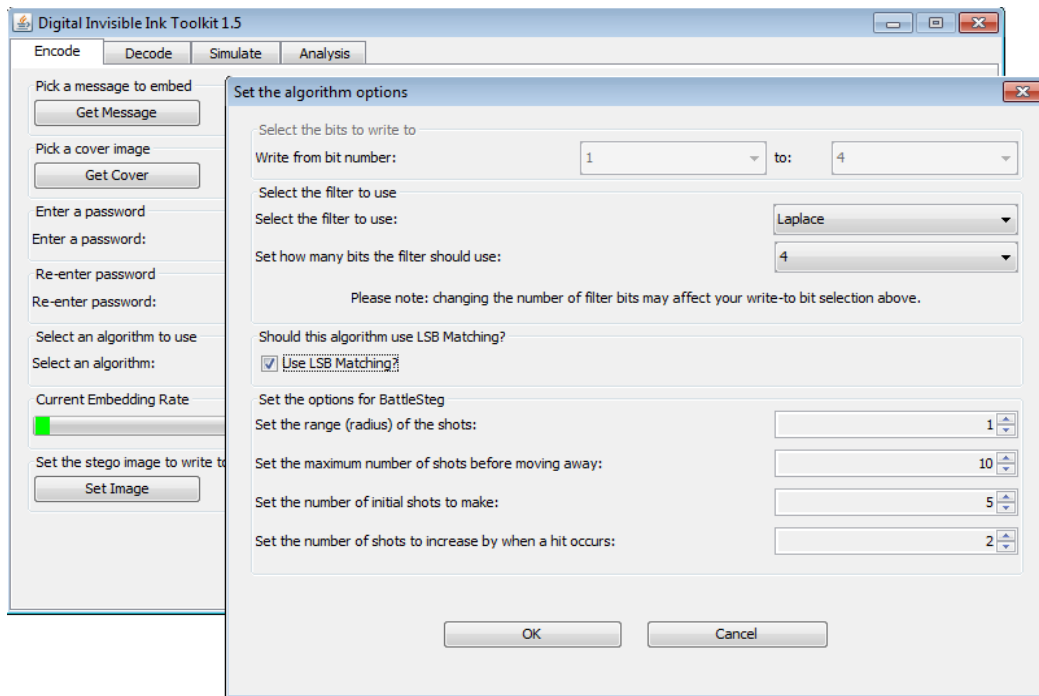 Digital Invisible Ink Toolkit 1.5
Encode Decode Simulate Analysis
Pick a message to embed
Get Message
Pick a cover image
Get Cover
Enter a password
Enter a password:
Re-enter password
Re-enter password:
Select an algorithm to use
Select an algorithm:
Current Embedding Rate
Set the stego image to write to
Set Image
Set the algorithm options
Select the bits to write to
Write from bit number: 1 to: 4
Select the filter to use
Select the filter to use: Laplace
Set how many bits the filter should use: 4
Please note: changing the number of filter bits may affect your write-to bit selection above.
Should this algorithm use LSB Matching?
Use LSB Matching?
Set the options for BattleSteg
Set the range (radius) of the shots: 1
Set the maximum number of shots before moving away: 10
Set the number of initial shots to make: 5
Set the number of shots to increase by when a hit occurs: 2
OK Cancel